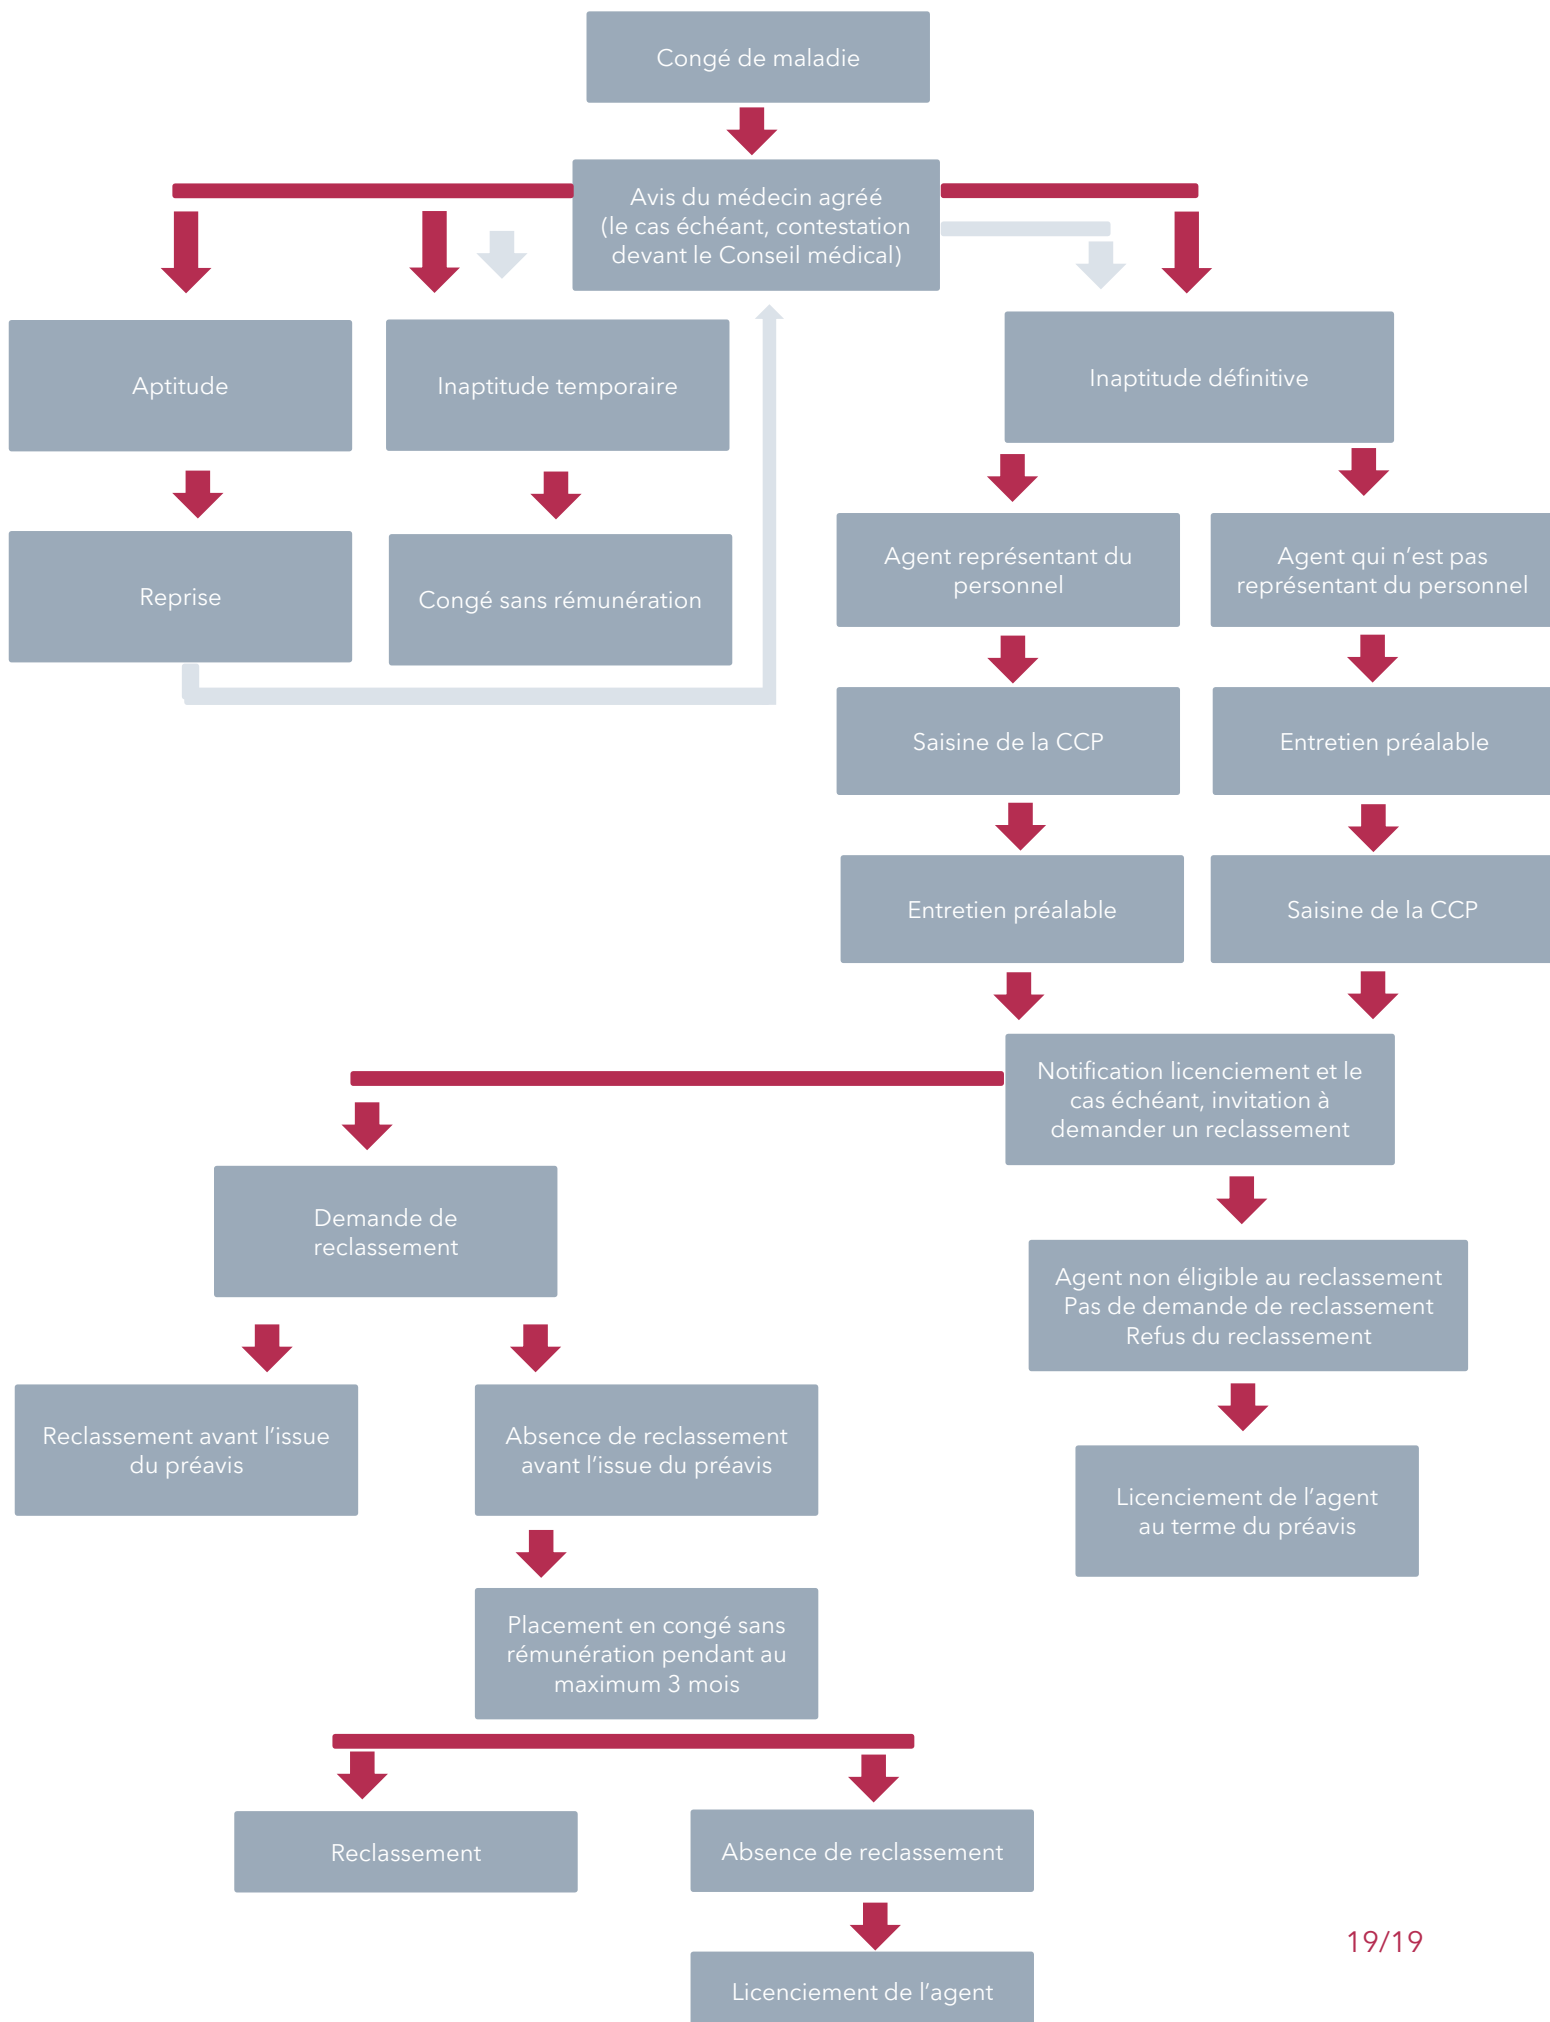 Congé de maladie
Avis du médecin agréé
(le cas échéant, contestation
devant le Conseil médical)
Aptitude
Inaptitude temporaire
Inaptitude définitive
Reprise
Congé sans rémunération
Agent représentant du
personnel
Agent qui n’est pas
représentant du personnel
Saisine de la CCP
Entretien préalable
Entretien préalable
Saisine de la CCP
Notification licenciement et le
cas échéant, invitation à
demander un reclassement
Demande de
reclassement
Agent non éligible au reclassement
Pas de demande de reclassement
Refus du reclassement
Reclassement avant l’issue
du préavis
Absence de reclassement
avant l’issue du préavis
Licenciement de l’agent
au terme du préavis
Placement en congé sans
rémunération pendant au
maximum 3 mois
Reclassement
Absence de reclassement
Licenciement de l’agent
19/19